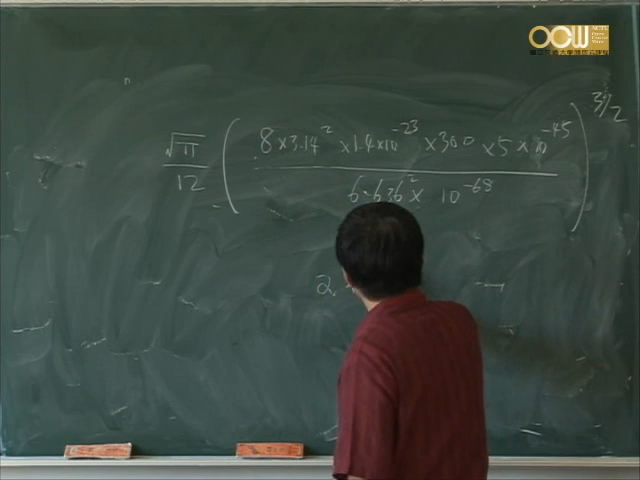 OCW
n
√π/12 ( 8×3.14²×1.4×10⁻²³×300×5×10⁻⁴⁵ / 6.626²×10⁻⁶⁸ )^3/2
2